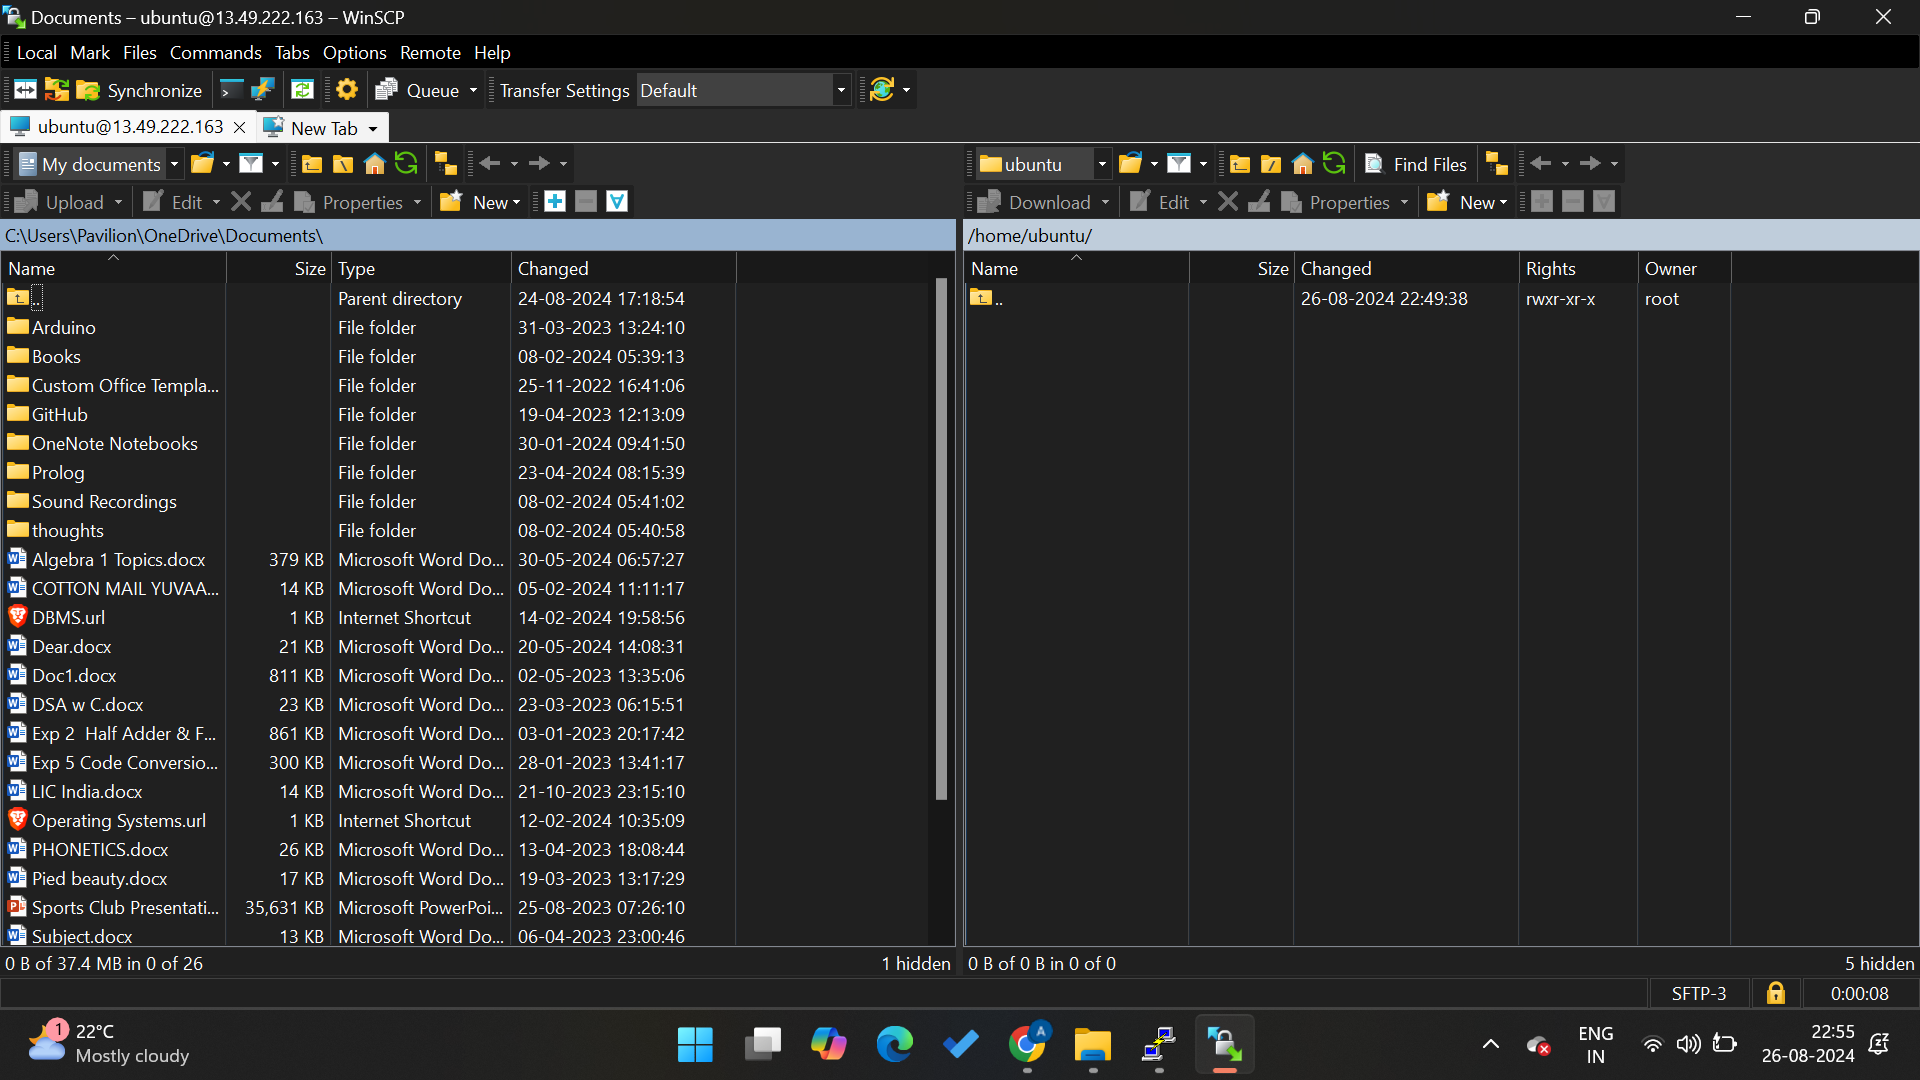 Documents – ubuntu@13.49.222.163 – WinSCP
Local Mark Files Commands Tabs Options Remote Help
Synchronize Queue Transfer Settings Default
ubuntu@13.49.222.163 New Tab
My documents
Upload Edit Properties New
C:\Users\Pavilion\OneDrive\Documents\
Name Size Type Changed
.. Parent directory 24-08-2024 17:18:54
Arduino File folder 31-03-2023 13:24:10
Books File folder 08-02-2024 05:39:13
Custom Office Templa... File folder 25-11-2022 16:41:06
GitHub File folder 19-04-2023 12:13:09
OneNote Notebooks File folder 30-01-2024 09:41:50
Prolog File folder 23-04-2024 08:15:39
Sound Recordings File folder 08-02-2024 05:41:02
thoughts File folder 08-02-2024 05:40:58
Algebra 1 Topics.docx 379 KB Microsoft Word Do... 30-05-2024 06:57:27
COTTON MAIL YUVAA... 14 KB Microsoft Word Do... 05-02-2024 11:11:17
DBMS.url 1 KB Internet Shortcut 14-02-2024 19:58:56
Dear.docx 21 KB Microsoft Word Do... 20-05-2024 14:08:31
Doc1.docx 811 KB Microsoft Word Do... 02-05-2023 13:35:06
DSA w C.docx 23 KB Microsoft Word Do... 23-03-2023 06:15:51
Exp 2 Half Adder & F... 861 KB Microsoft Word Do... 03-01-2023 20:17:42
Exp 5 Code Conversio... 300 KB Microsoft Word Do... 28-01-2023 13:41:17
LIC India.docx 14 KB Microsoft Word Do... 21-10-2023 23:15:10
Operating Systems.url 1 KB Internet Shortcut 12-02-2024 10:35:09
PHONETICS.docx 26 KB Microsoft Word Do... 13-04-2023 18:08:44
Pied beauty.docx 17 KB Microsoft Word Do... 19-03-2023 13:17:29
Sports Club Presentati... 35,631 KB Microsoft PowerPoi... 25-08-2023 07:26:10
Subject.docx 13 KB Microsoft Word Do... 06-04-2023 23:00:46
0 B of 37.4 MB in 0 of 26 1 hidden
ubuntu Find Files
Download Edit Properties New
/home/ubuntu/
Name Size Changed Rights Owner
.. 26-08-2024 22:49:38 rwxr-xr-x root
0 B of 0 B in 0 of 0 5 hidden
SFTP-3 0:00:08
1 22°C
Mostly cloudy
A
ENG
IN
22:55
26-08-2024